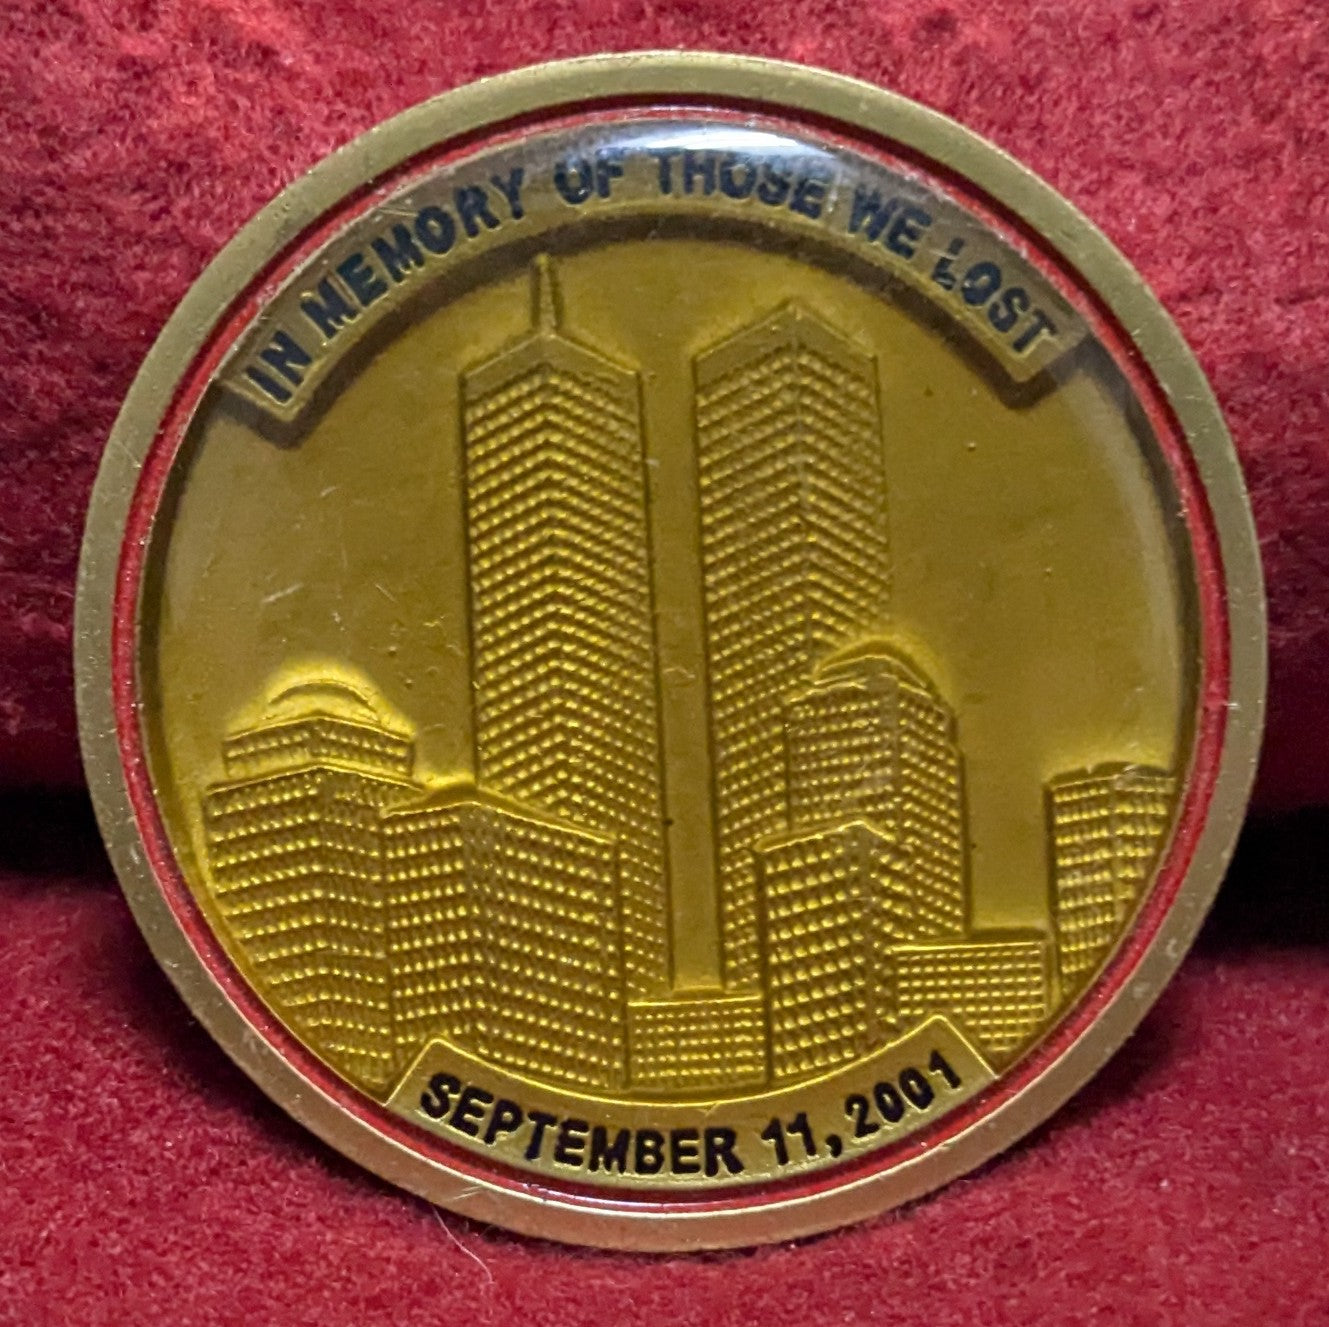 IN MEMORY OF THOSE WE LOST
SEPTEMBER 11, 2001